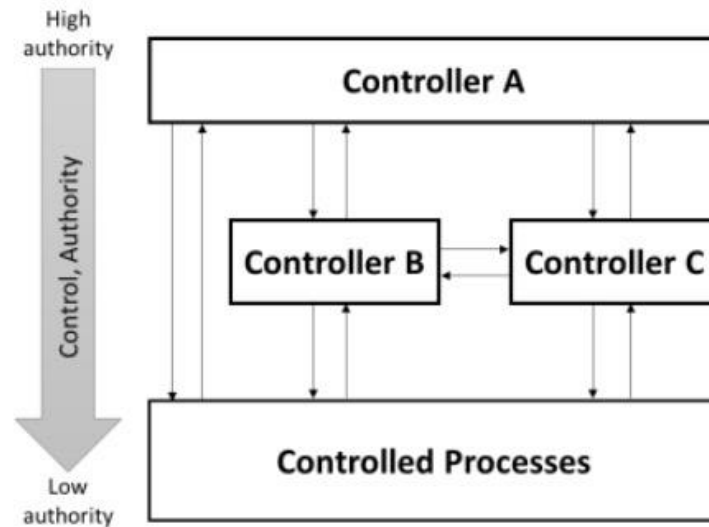 High
authority
Controller A
Control, Authority
Controller B
Controller C
Controlled Processes
Low
authority